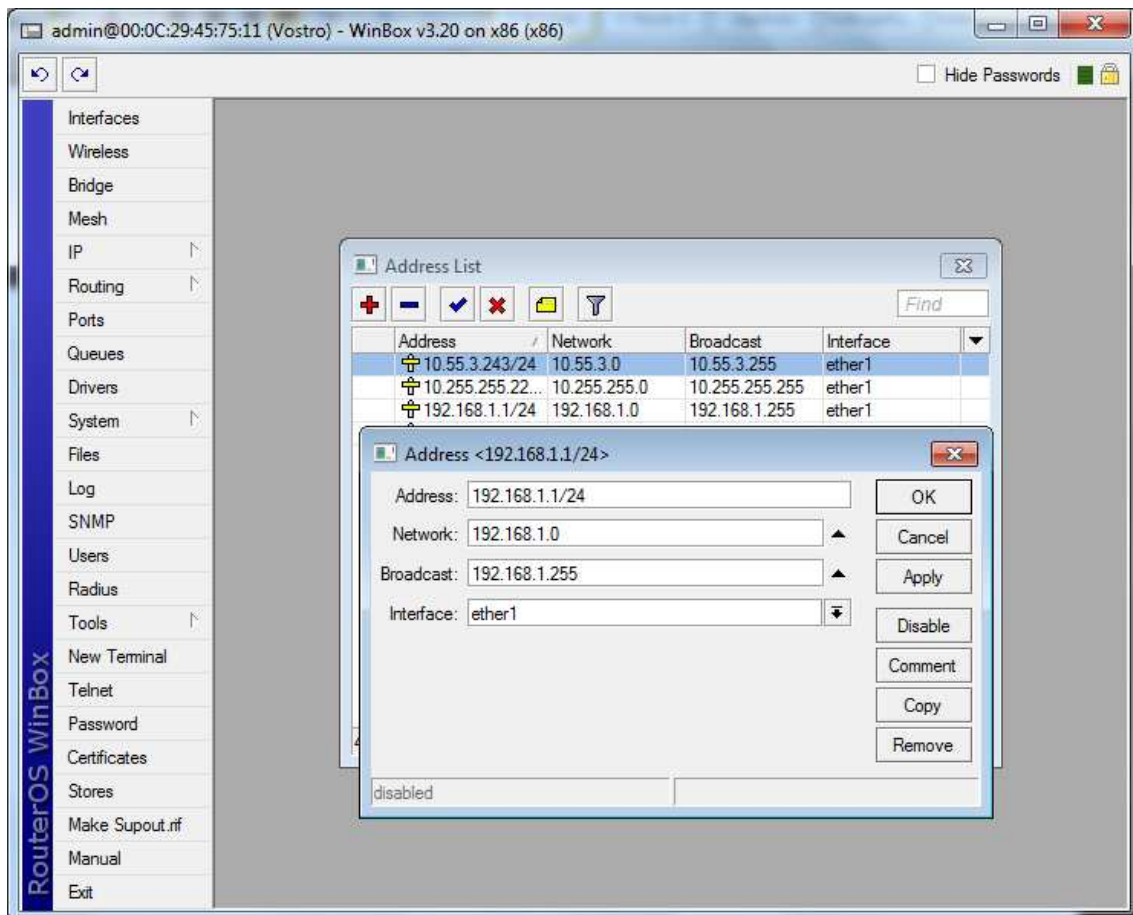 admin@00:0C:29:45:75:11 (Vostro) - WinBox v3.20 on x86 (x86)
Hide Passwords
RouterOS WinBox
Interfaces
Wireless
Bridge
Mesh
IP
Routing
Ports
Queues
Drivers
System
Files
Log
SNMP
Users
Radius
Tools
New Terminal
Telnet
Password
Certificates
Stores
Make Supout.rif
Manual
Exit
Address List
Find
Address Network Broadcast Interface
10.55.3.243/24 10.55.3.0 10.55.3.255 ether1
10.255.255.22... 10.255.255.0 10.255.255.255 ether1
192.168.1.1/24 192.168.1.0 192.168.1.255 ether1
Address <192.168.1.1/24>
Address: 192.168.1.1/24
Network: 192.168.1.0
Broadcast: 192.168.1.255
Interface: ether1
OK
Cancel
Apply
Disable
Comment
Copy
Remove
disabled